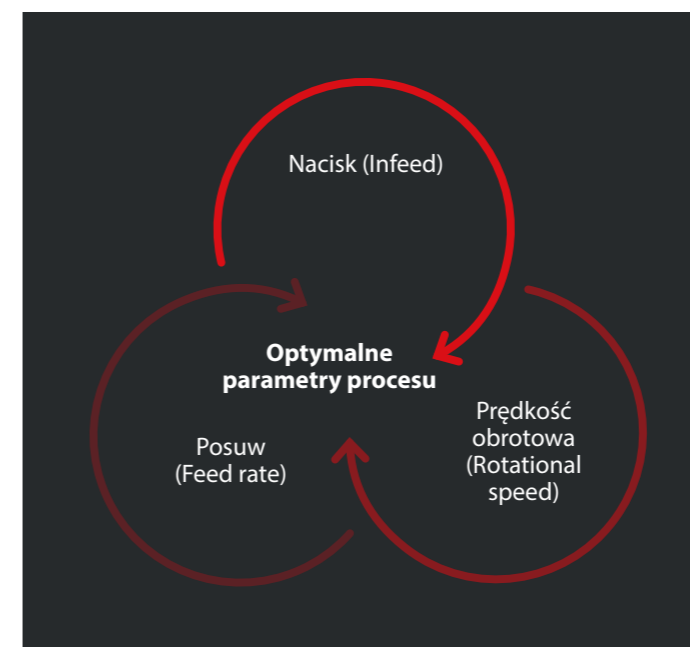 Nacisk (Infeed)
Optymalne
parametry procesu
Prędkość
obrotowa
(Rotational
speed)
Posuw
(Feed rate)